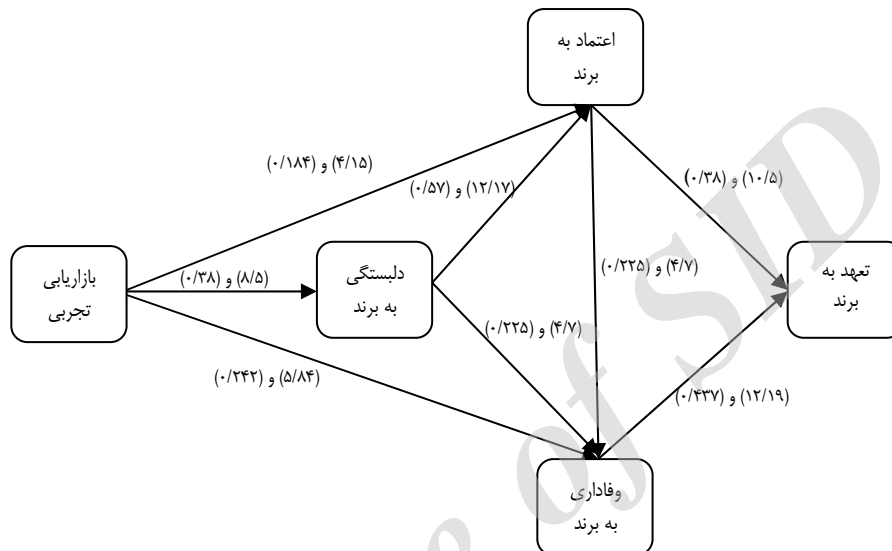 اعتماد به
برند
(۰/۱۸۴) و (۴/۱۵)
(۰/۵۷) و (۱۲/۱۷)
(۰/۳۸) و (۱۰/۵)
بازاریابی
تجربی
(۰/۳۸) و (۸/۵)
دلبستگی
به برند
(۰/۲۲۵) و (۴/۷)
تعهد به
برند
(۰/۲۲۵) و (۴/۷)
(۰/۲۴۲) و (۵/۸۴)
(۰/۴۳۷) و (۱۲/۱۹)
وفاداری
به برند
e of SID